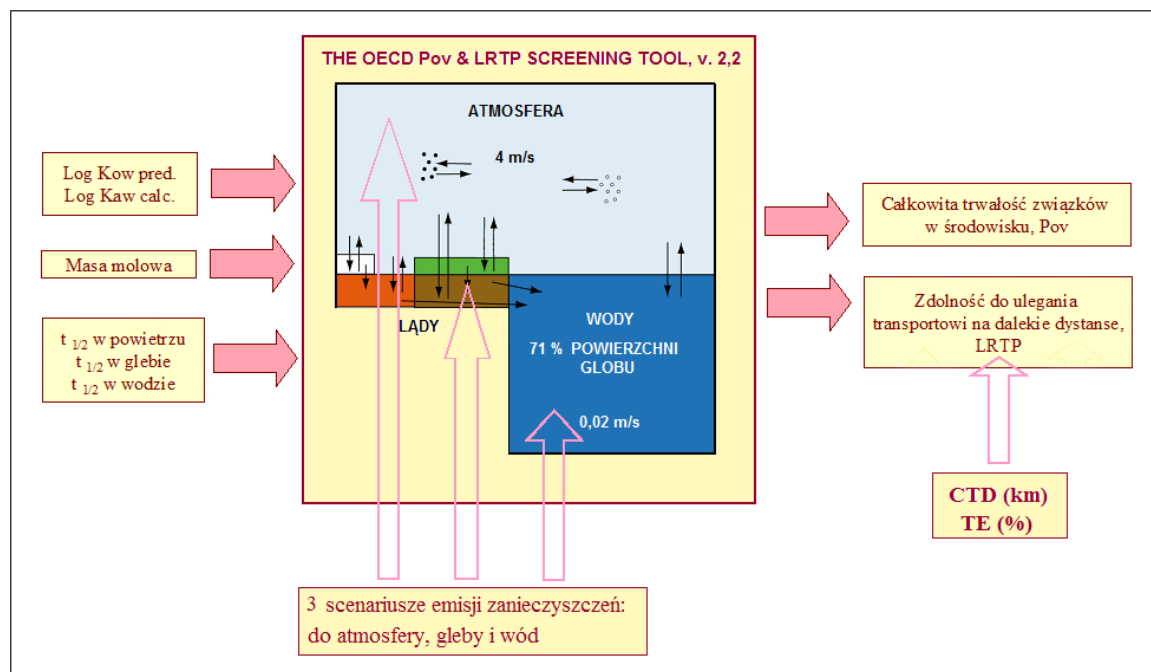 THE OECD Pov & LRTP SCREENING TOOL, v. 2,2
ATMOSFERA
4 m/s
Log Kow pred.
Log Kaw calc.
Masa molowa
t 1/2 w powietrzu
t 1/2 w glebie
t 1/2 w wodzie
LĄDY
WODY
71 % POWIERZCHNI
GLOBU
0,02 m/s
Całkowita trwałość związków
w środowisku, Pov
Zdolność do ulegania
transportowi na dalekie dystanse,
LRTP
CTD (km)
TE (%)
3 scenariusze emisji zanieczyszczeń:
do atmosfery, gleby i wód